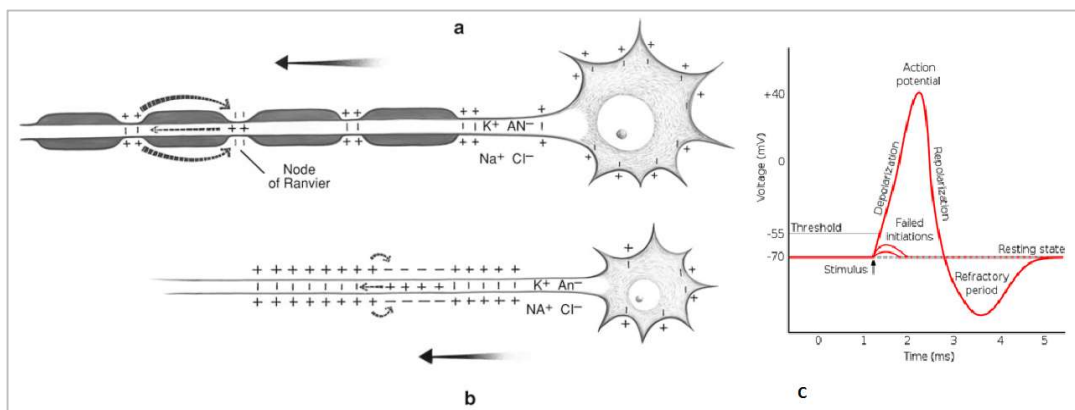 a
+ +
K⁺ AN⁻
Na⁺ Cl⁻
Node
of Ranvier
+ + + + + + + + + – – – – + + + + + +
K⁺ An⁻
NA⁺ Cl⁻
b
Action
potential
+40
0
-55
-70
Voltage (mV)
Depolarization
Repolarization
Threshold
Failed
initiations
Resting state
Stimulus
Refractory
period
0 1 2 3 4 5
Time (ms)
C